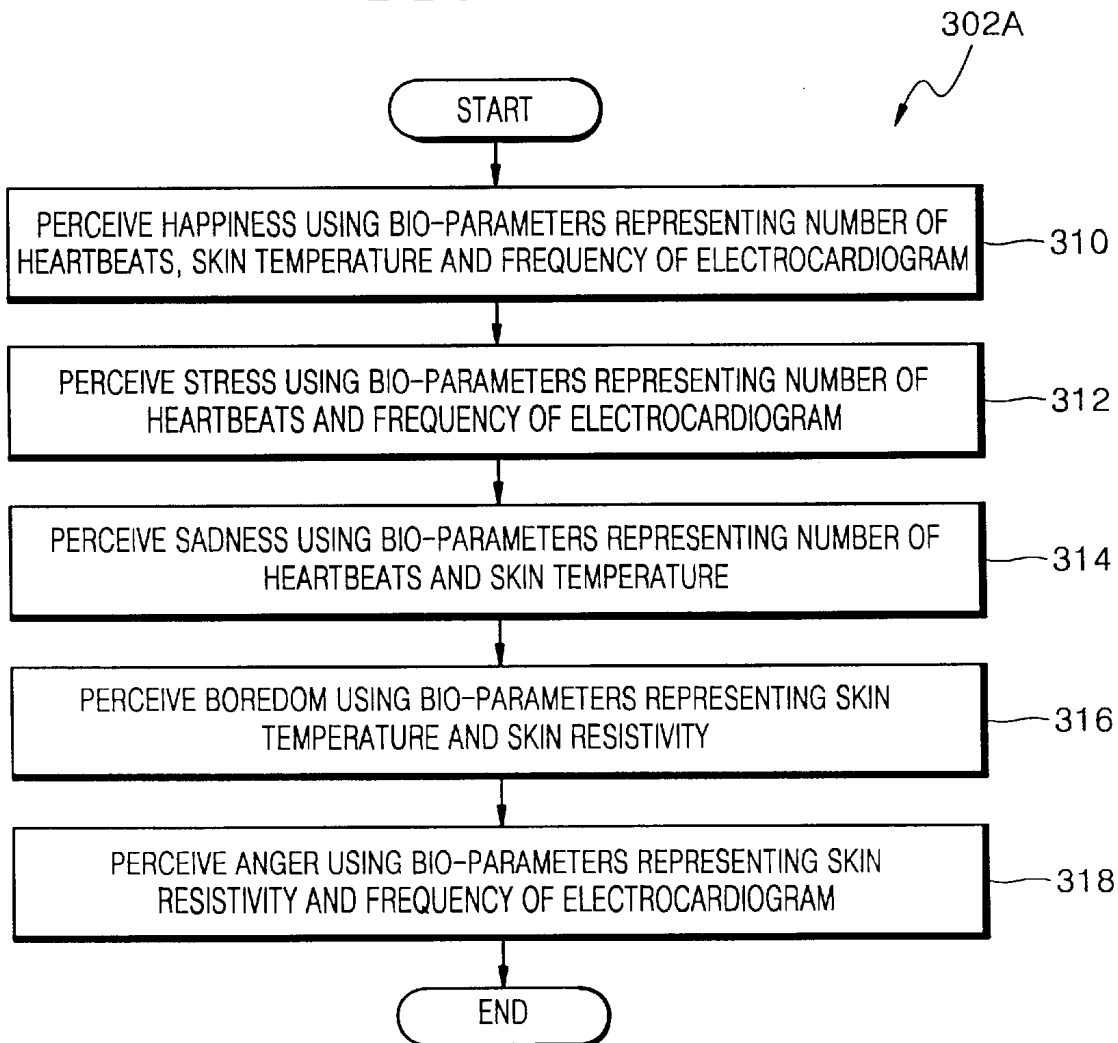 302A
START
PERCEIVE HAPPINESS USING BIO-PARAMETERS REPRESENTING NUMBER OF
HEARTBEATS, SKIN TEMPERATURE AND FREQUENCY OF ELECTROCARDIOGRAM
310
PERCEIVE STRESS USING BIO-PARAMETERS REPRESENTING NUMBER OF
HEARTBEATS AND FREQUENCY OF ELECTROCARDIOGRAM
312
PERCEIVE SADNESS USING BIO-PARAMETERS REPRESENTING NUMBER OF
HEARTBEATS AND SKIN TEMPERATURE
314
PERCEIVE BOREDOM USING BIO-PARAMETERS REPRESENTING SKIN
TEMPERATURE AND SKIN RESISTIVITY
316
PERCEIVE ANGER USING BIO-PARAMETERS REPRESENTING SKIN
RESISTIVITY AND FREQUENCY OF ELECTROCARDIOGRAM
318
END